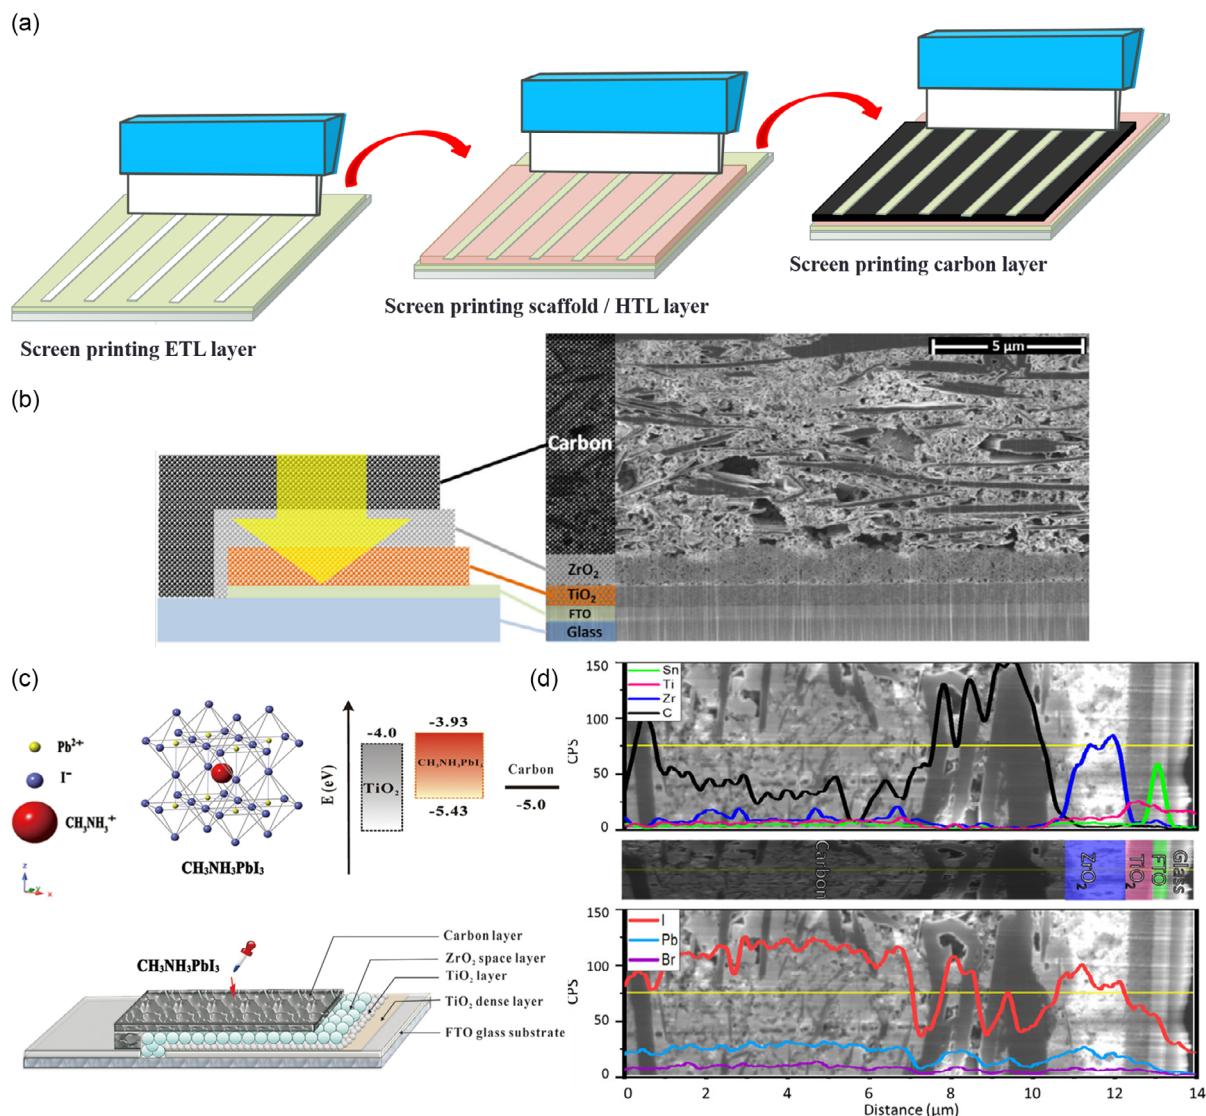 (a)
Screen printing ETL layer
Screen printing scaffold / HTL layer
Screen printing carbon layer
(b)
Carbon
ZrO₂
TiO₂
FTO
Glass
5 µm
(c)
Pb²⁺
I⁻
CH₃NH₃⁺
z
y
x
CH₃NH₃PbI₃
E (eV)
-4.0
TiO₂
-3.93
CH₃NH₃PbI₃
-5.43
Carbon
-5.0
CH₃NH₃PbI₃
Carbon layer
ZrO₂ space layer
TiO₂ layer
TiO₂ dense layer
FTO glass substrate
(d)
150
100
50
0
CPS
Sn
Ti
Zr
C
Carbon
ZrO₂
TiO₂
FTO
Glass
150
100
50
0
CPS
I
Pb
Br
0 2 4 6 8 10 12 14
Distance (µm)